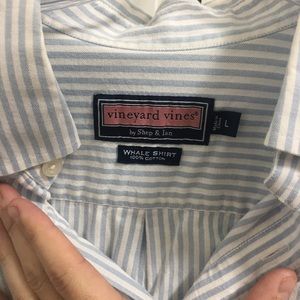 vineyard vines®
by Shep & Ian
L
WHALE SHIRT
100% COTTON